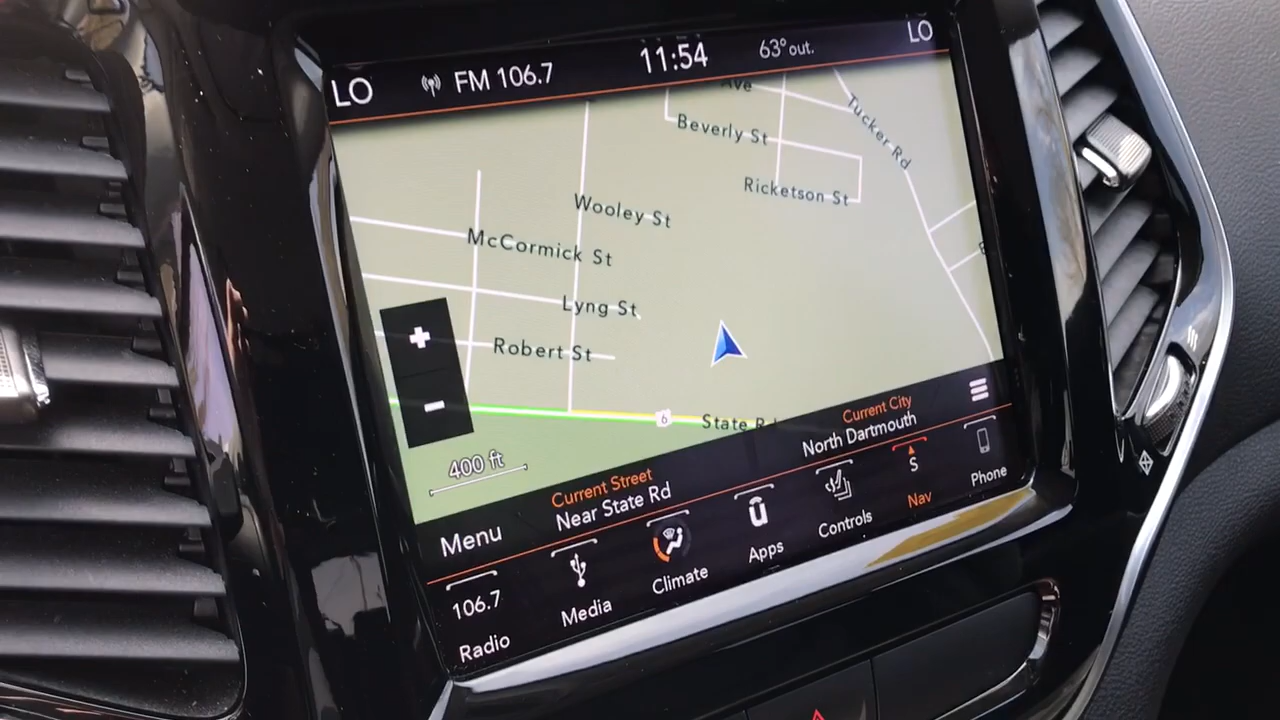 LO
FM 106.7
11:54
63° out.
LO
Ave
Tucker Rd
Beverly St
Ricketson St
Wooley St
McCormick St
Lyng St
Robert St
+
-
6
State R
400 ft
Current Street
Near State Rd
Current City
North Dartmouth
Menu
106.7
Radio
Media
Climate
Apps
Controls
S
Nav
Phone